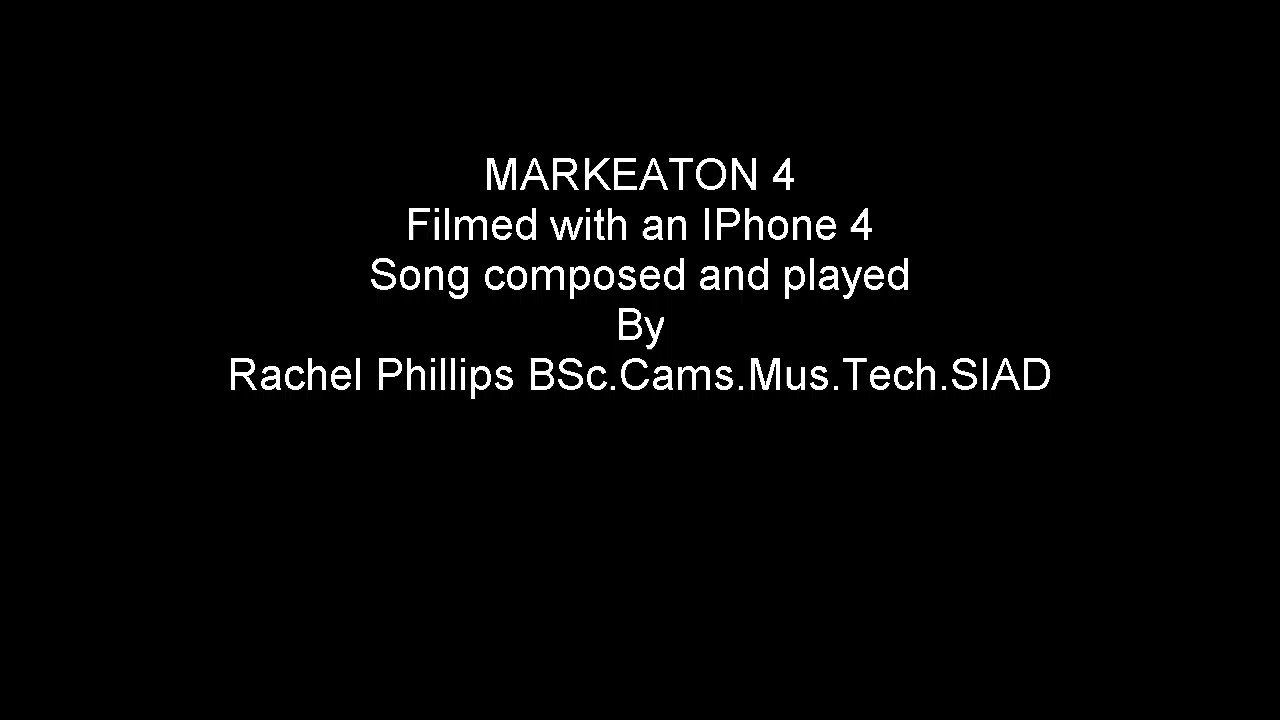 MARKEATON 4
Filmed with an IPhone 4
Song composed and played
By
Rachel Phillips BSc.Cams.Mus.Tech.SIAD